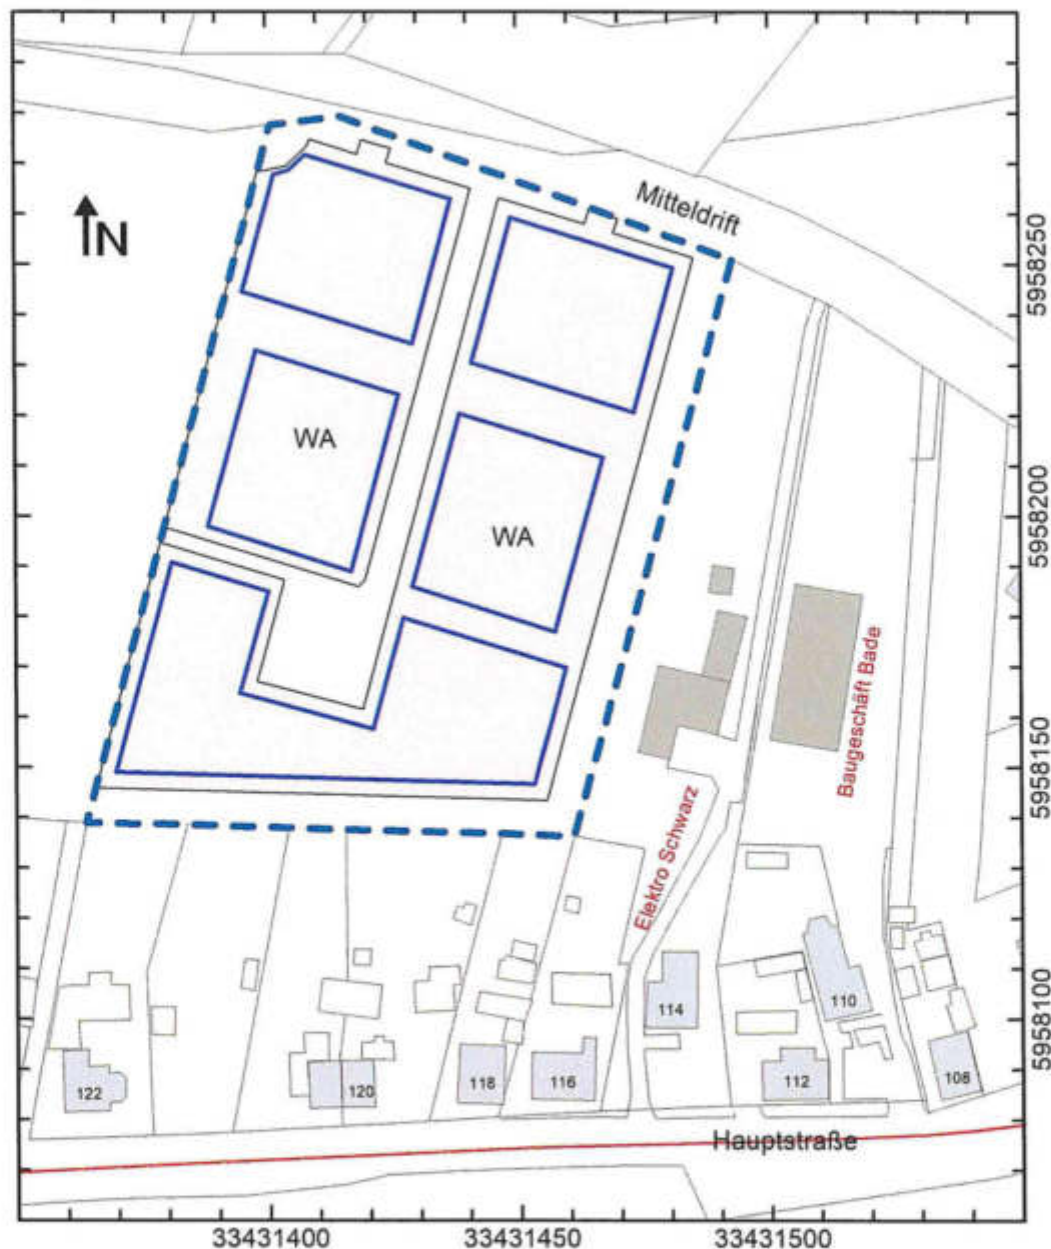 Mitteldrift
N
WA
WA
5958250
5958200
5958150
5958100
Baugeschäft Bade
Elektro Schwarz
114
110
122
120
118
116
112
108
Hauptstraße
33431400
33431450
33431500